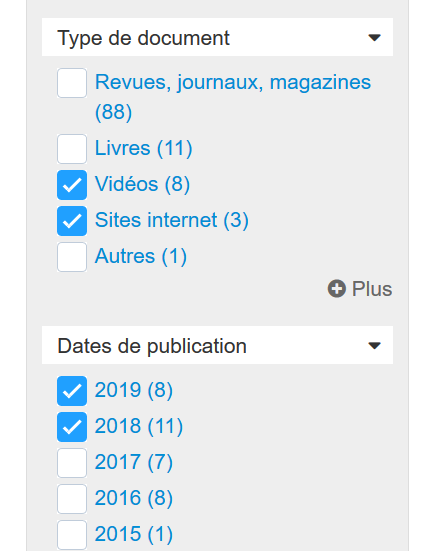 Type de document
Revues, journaux, magazines
(88)
Livres (11)
Vidéos (8)
Sites internet (3)
Autres (1)
Plus
Dates de publication
2019 (8)
2018 (11)
2017 (7)
2016 (8)
2015 (1)